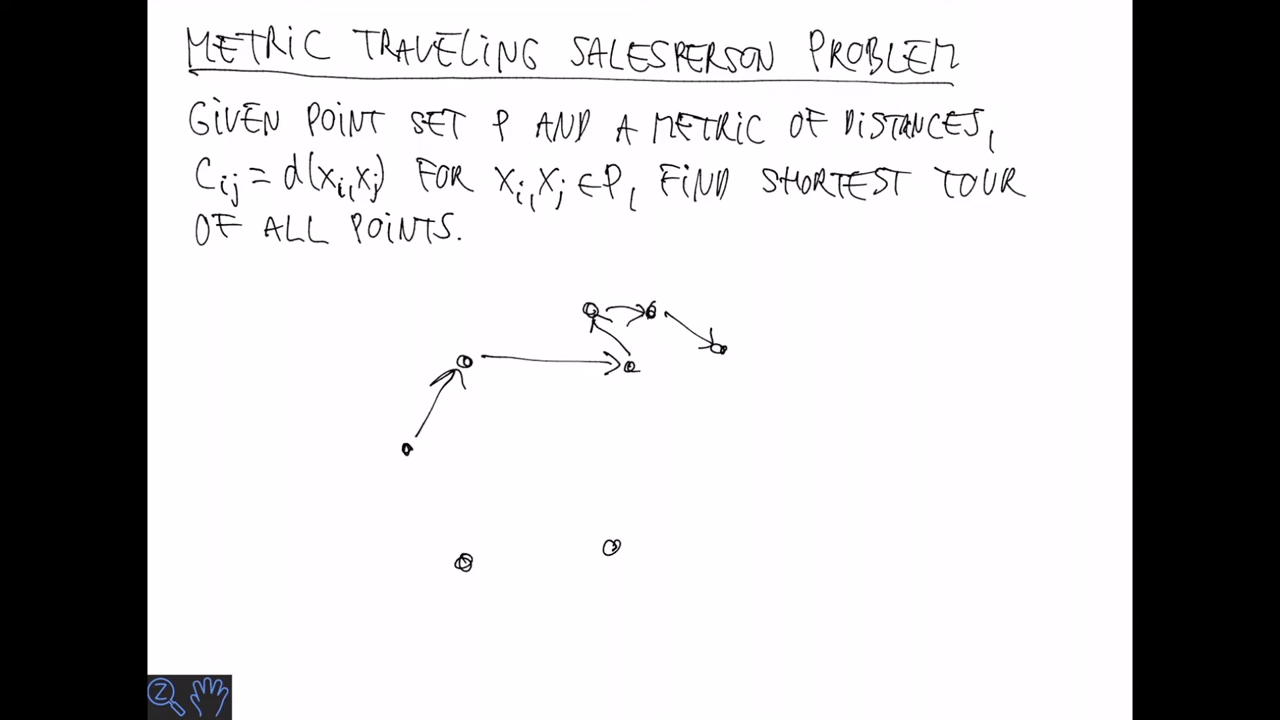 METRIC TRAVELING SALESPERSON PROBLEM
GIVEN POINT SET P AND A METRIC OF DISTANCES,
Cij = d(xi,xj) FOR xi,xj ∈ P, FIND SHORTEST TOUR
OF ALL POINTS.
Z